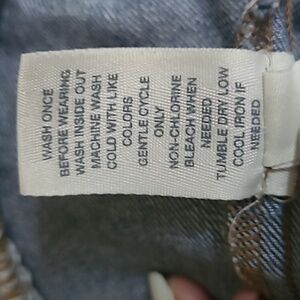 WASH ONCE
BEFORE WEARING
WASH INSIDE OUT
MACHINE WASH
COLD WITH LIKE
COLORS
GENTLE CYCLE
ONLY
NON-CHLORINE
BLEACH WHEN
NEEDED
TUMBLE DRY LOW
COOL IRON IF
NEEDED